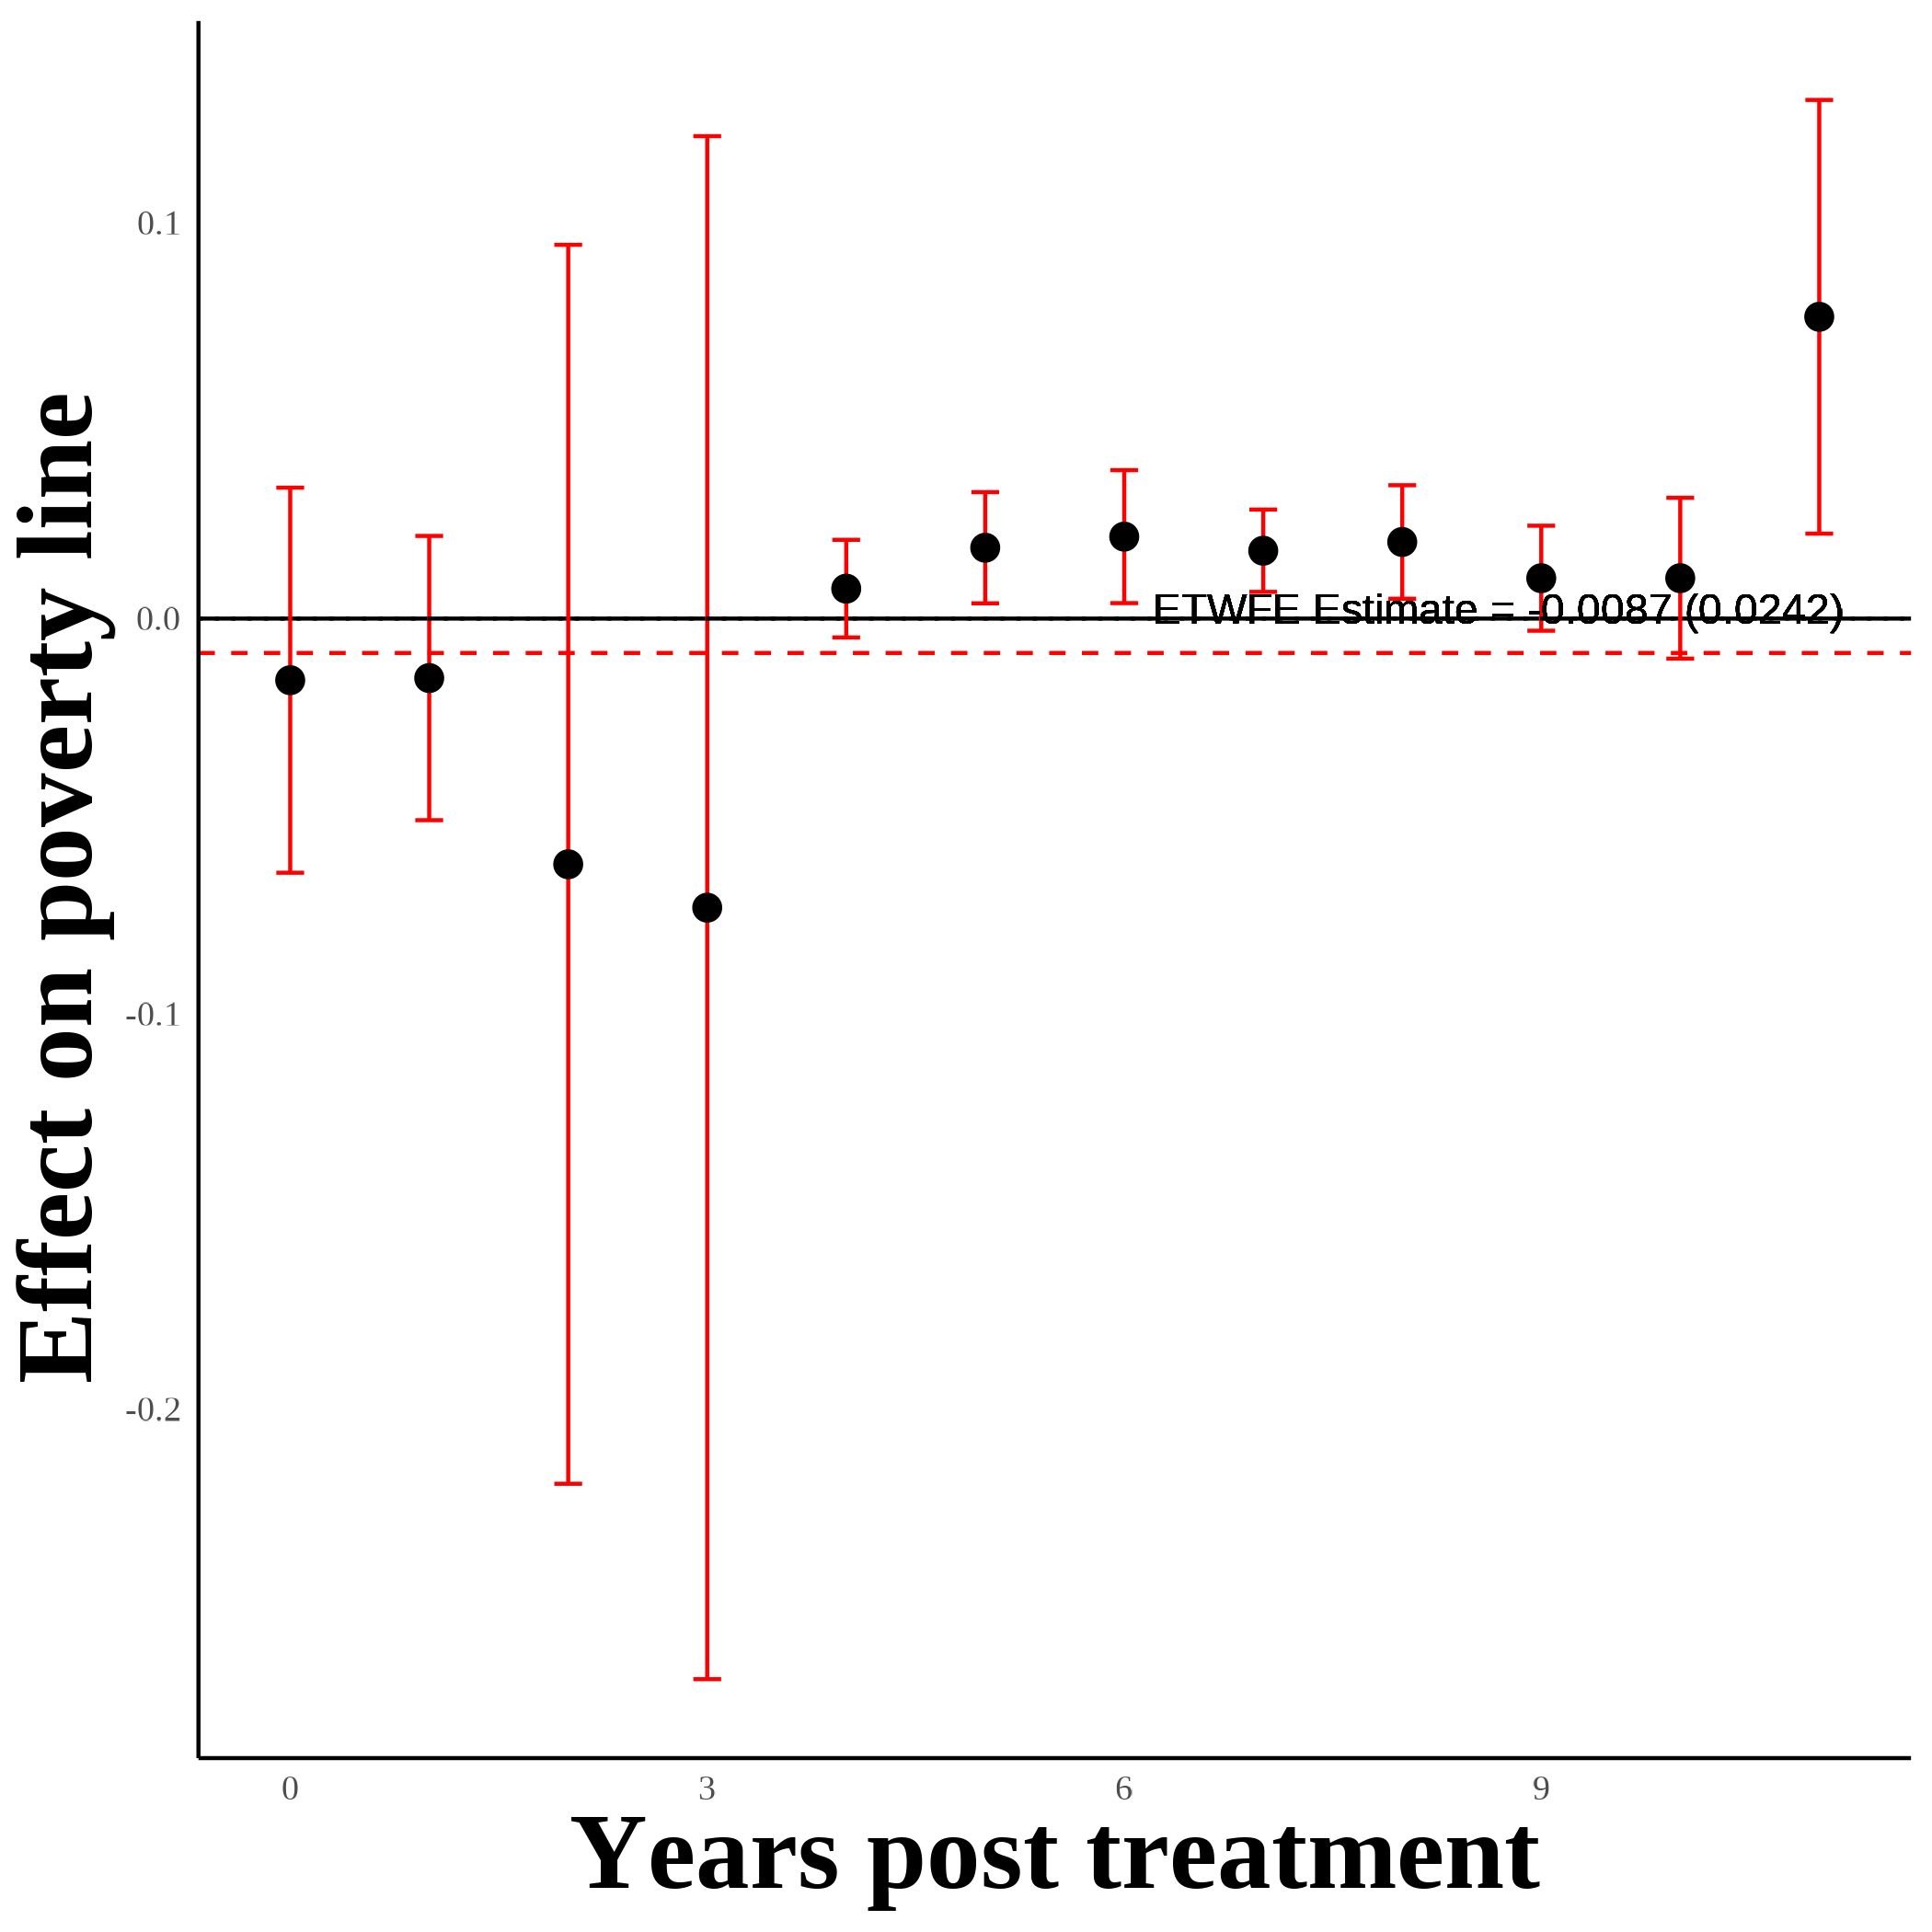 Effect on poverty line
0.1
0.0
-0.1
-0.2
ETWFE Estimate = -0.0087 (0.0242)
0 3 6 9
Years post treatment